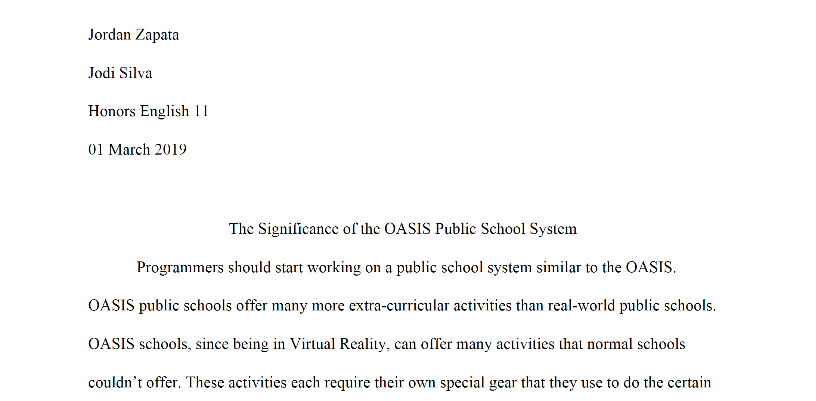 Jordan Zapata
Jodi Silva
Honors English 11
01 March 2019
The Significance of the OASIS Public School System
Programmers should start working on a public school system similar to the OASIS.
OASIS public schools offer many more extra-curricular activities than real-world public schools.
OASIS schools, since being in Virtual Reality, can offer many activities that normal schools
couldn’t offer. These activities each require their own special gear that they use to do the certain